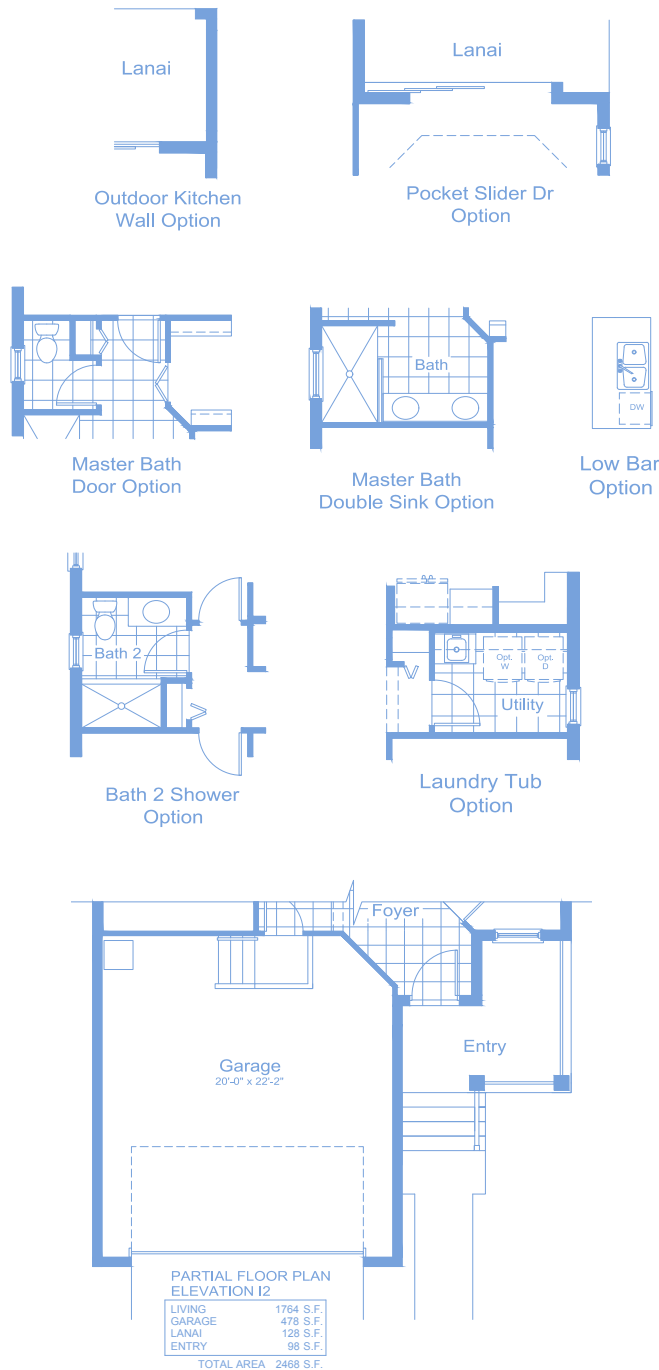 Lanai
Outdoor Kitchen
Wall Option
Lanai
Pocket Slider Dr
Option
Master Bath
Door Option
Bath
Master Bath
Double Sink Option
DW
Low Bar
Option
Bath 2
Bath 2 Shower
Option
Opt.
W
Opt.
D
Utility
Laundry Tub
Option
Foyer
Garage
20'-0" x 22'-2"
Entry
PARTIAL FLOOR PLAN
ELEVATION I2
LIVING 1764 S.F.
GARAGE 478 S.F.
LANAI 128 S.F.
ENTRY 98 S.F.
TOTAL AREA 2468 S.F.